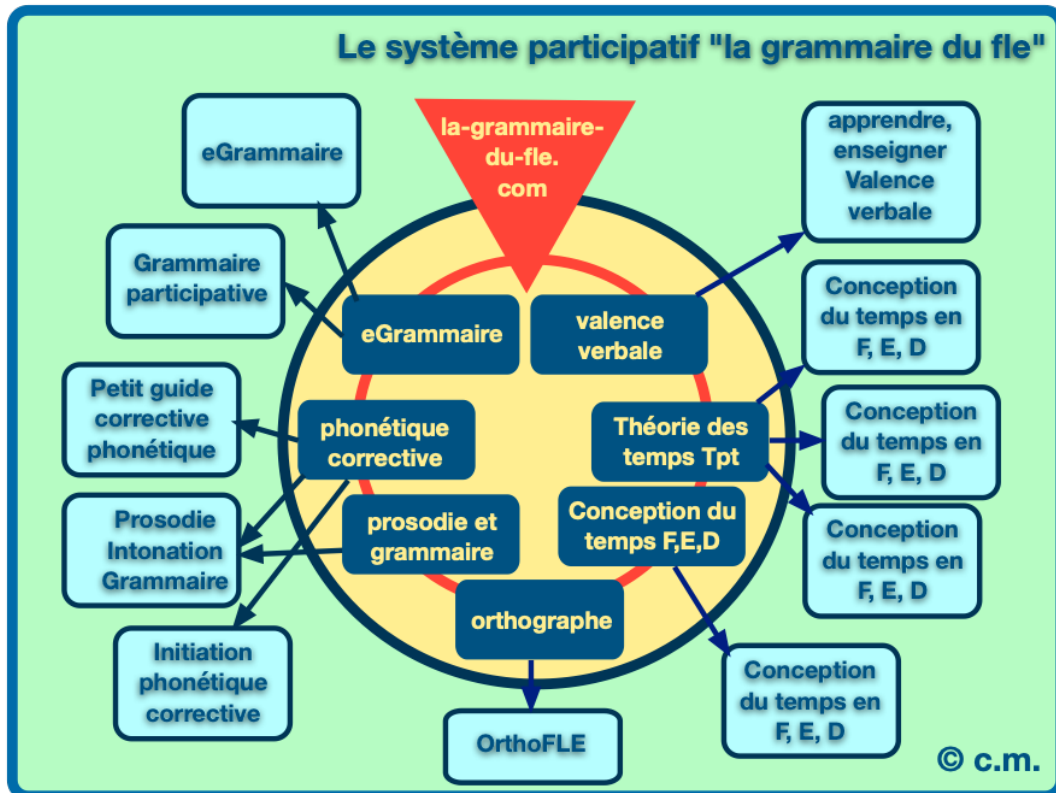 Le système participatif "la grammaire du fle"
la-grammaire-
du-fle.
com
eGrammaire
Grammaire
participative
Petit guide
corrective
phonétique
Prosodie
Intonation
Grammaire
Initiation
phonétique
corrective
eGrammaire
valence
verbale
phonétique
corrective
Théorie des
temps Tpt
prosodie et
grammaire
Conception du
temps F,E,D
orthographe
OrthoFLE
apprendre,
enseigner
Valence
verbale
Conception
du temps en
F, E, D
Conception
du temps en
F, E, D
Conception
du temps en
F, E, D
Conception
du temps en
F, E, D
© c.m.